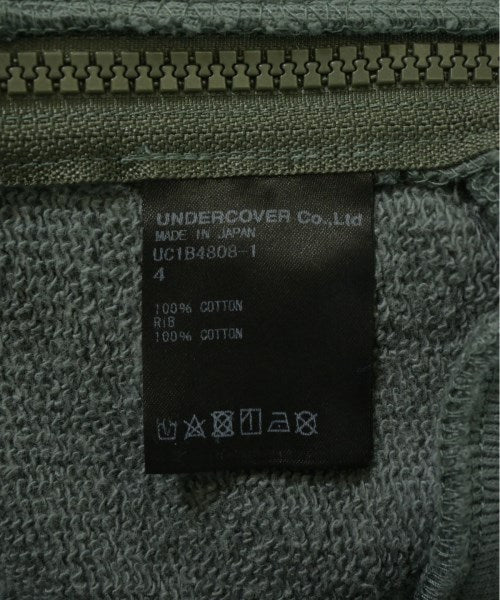 UNDERCOVER Co.,Ltd
MADE IN JAPAN
UC1B4808-1
4
100% COTTON
RIB
100% COTTON